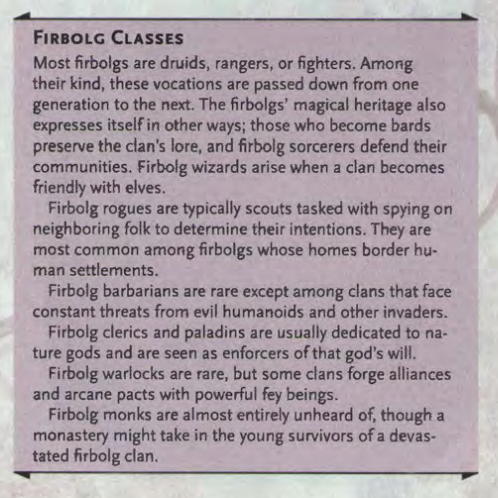 FIRBOLG CLASSES
Most firbolgs are druids, rangers, or fighters. Among
their kind, these vocations are passed down from one
generation to the next. The firbolgs' magical heritage also
expresses itself in other ways; those who become bards
preserve the clan's lore, and firbolg sorcerers defend their
communities. Firbolg wizards arise when a clan becomes
friendly with elves.
Firbolg rogues are typically scouts tasked with spying on
neighboring folk to determine their intentions. They are
most common among firbolgs whose homes border hu-
man settlements.
Firbolg barbarians are rare except among clans that face
constant threats from evil humanoids and other invaders.
Firbolg clerics and paladins are usually dedicated to na-
ture gods and are seen as enforcers of that god's will.
Firbolg warlocks are rare, but some clans forge alliances
and arcane pacts with powerful fey beings.
Firbolg monks are almost entirely unheard of, though a
monastery might take in the young survivors of a devas-
tated firbolg clan.